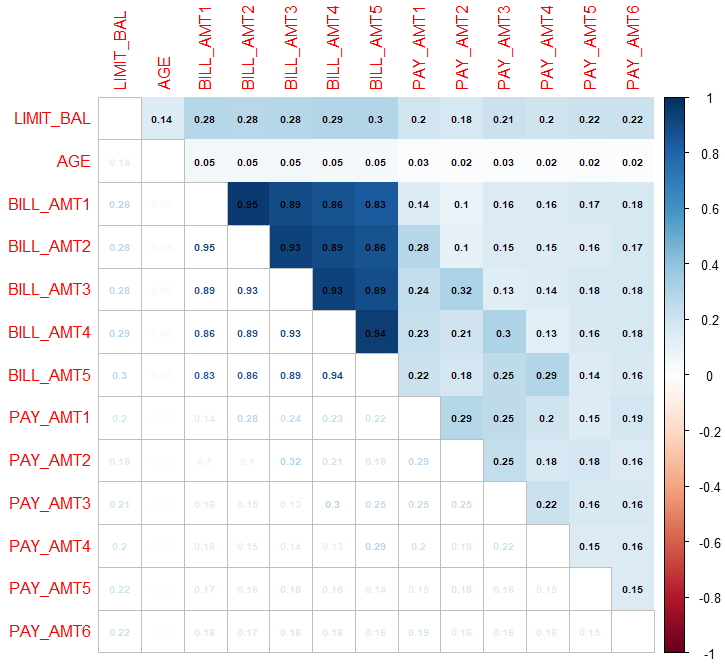 LIMIT_BAL AGE BILL_AMT1 BILL_AMT2 BILL_AMT3 BILL_AMT4 BILL_AMT5 PAY_AMT1 PAY_AMT2 PAY_AMT3 PAY_AMT4 PAY_AMT5 PAY_AMT6
LIMIT_BAL 0.14 0.28 0.28 0.28 0.29 0.3 0.2 0.18 0.21 0.2 0.22 0.22
AGE 0.14 0.05 0.05 0.05 0.05 0.05 0.03 0.02 0.03 0.02 0.02 0.02
BILL_AMT1 0.28 0.05 0.95 0.89 0.86 0.83 0.14 0.1 0.16 0.16 0.17 0.18
BILL_AMT2 0.28 0.05 0.95 0.93 0.89 0.86 0.28 0.1 0.15 0.15 0.16 0.17
BILL_AMT3 0.28 0.05 0.89 0.93 0.93 0.89 0.24 0.32 0.13 0.14 0.18 0.18
BILL_AMT4 0.29 0.05 0.86 0.89 0.93 0.94 0.23 0.21 0.3 0.13 0.16 0.18
BILL_AMT5 0.3 0.83 0.86 0.89 0.94 0.22 0.18 0.25 0.29 0.14 0.16
PAY_AMT1 0.2 0.14 0.28 0.24 0.23 0.22 0.29 0.25 0.2 0.15 0.19
PAY_AMT2 0.18 0.1 0.1 0.32 0.21 0.18 0.29 0.25 0.18 0.18 0.16
PAY_AMT3 0.21 0.16 0.15 0.13 0.3 0.25 0.25 0.25 0.22 0.16 0.16
PAY_AMT4 0.2 0.16 0.15 0.14 0.13 0.29 0.2 0.18 0.22 0.15 0.16
PAY_AMT5 0.22 0.17 0.16 0.18 0.16 0.14 0.15 0.18 0.16 0.15 0.15
PAY_AMT6 0.22 0.18 0.17 0.18 0.18 0.16 0.19 0.16 0.16 0.16 0.15
1
0.8
0.6
0.4
0.2
0
-0.2
-0.4
-0.6
-0.8
-1